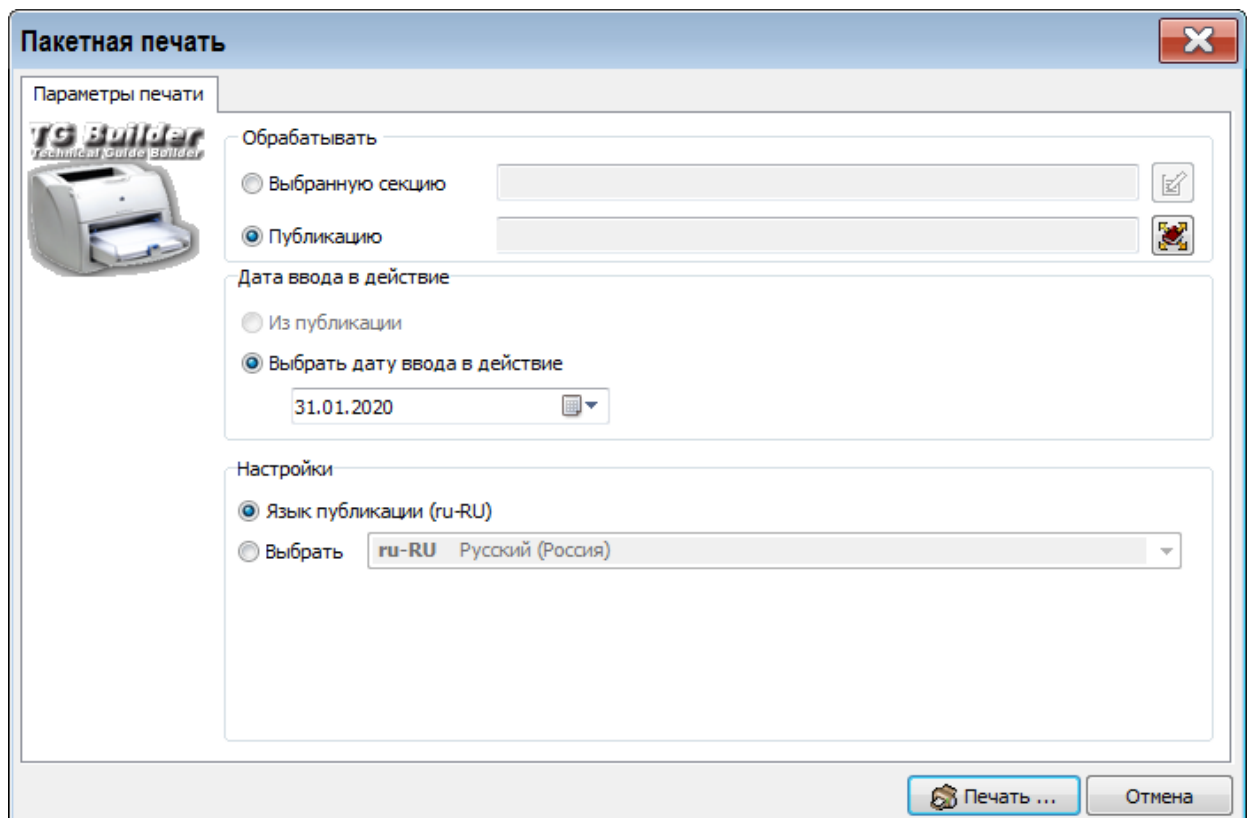 Пакетная печать
Параметры печати
TG Builder
Technical Guide Builder
Обрабатывать
Выбранную секцию
Публикацию
Дата ввода в действие
Из публикации
Выбрать дату ввода в действие
31.01.2020
Настройки
Язык публикации (ru-RU)
Выбрать ru-RU Русский (Россия)
Печать ... Отмена